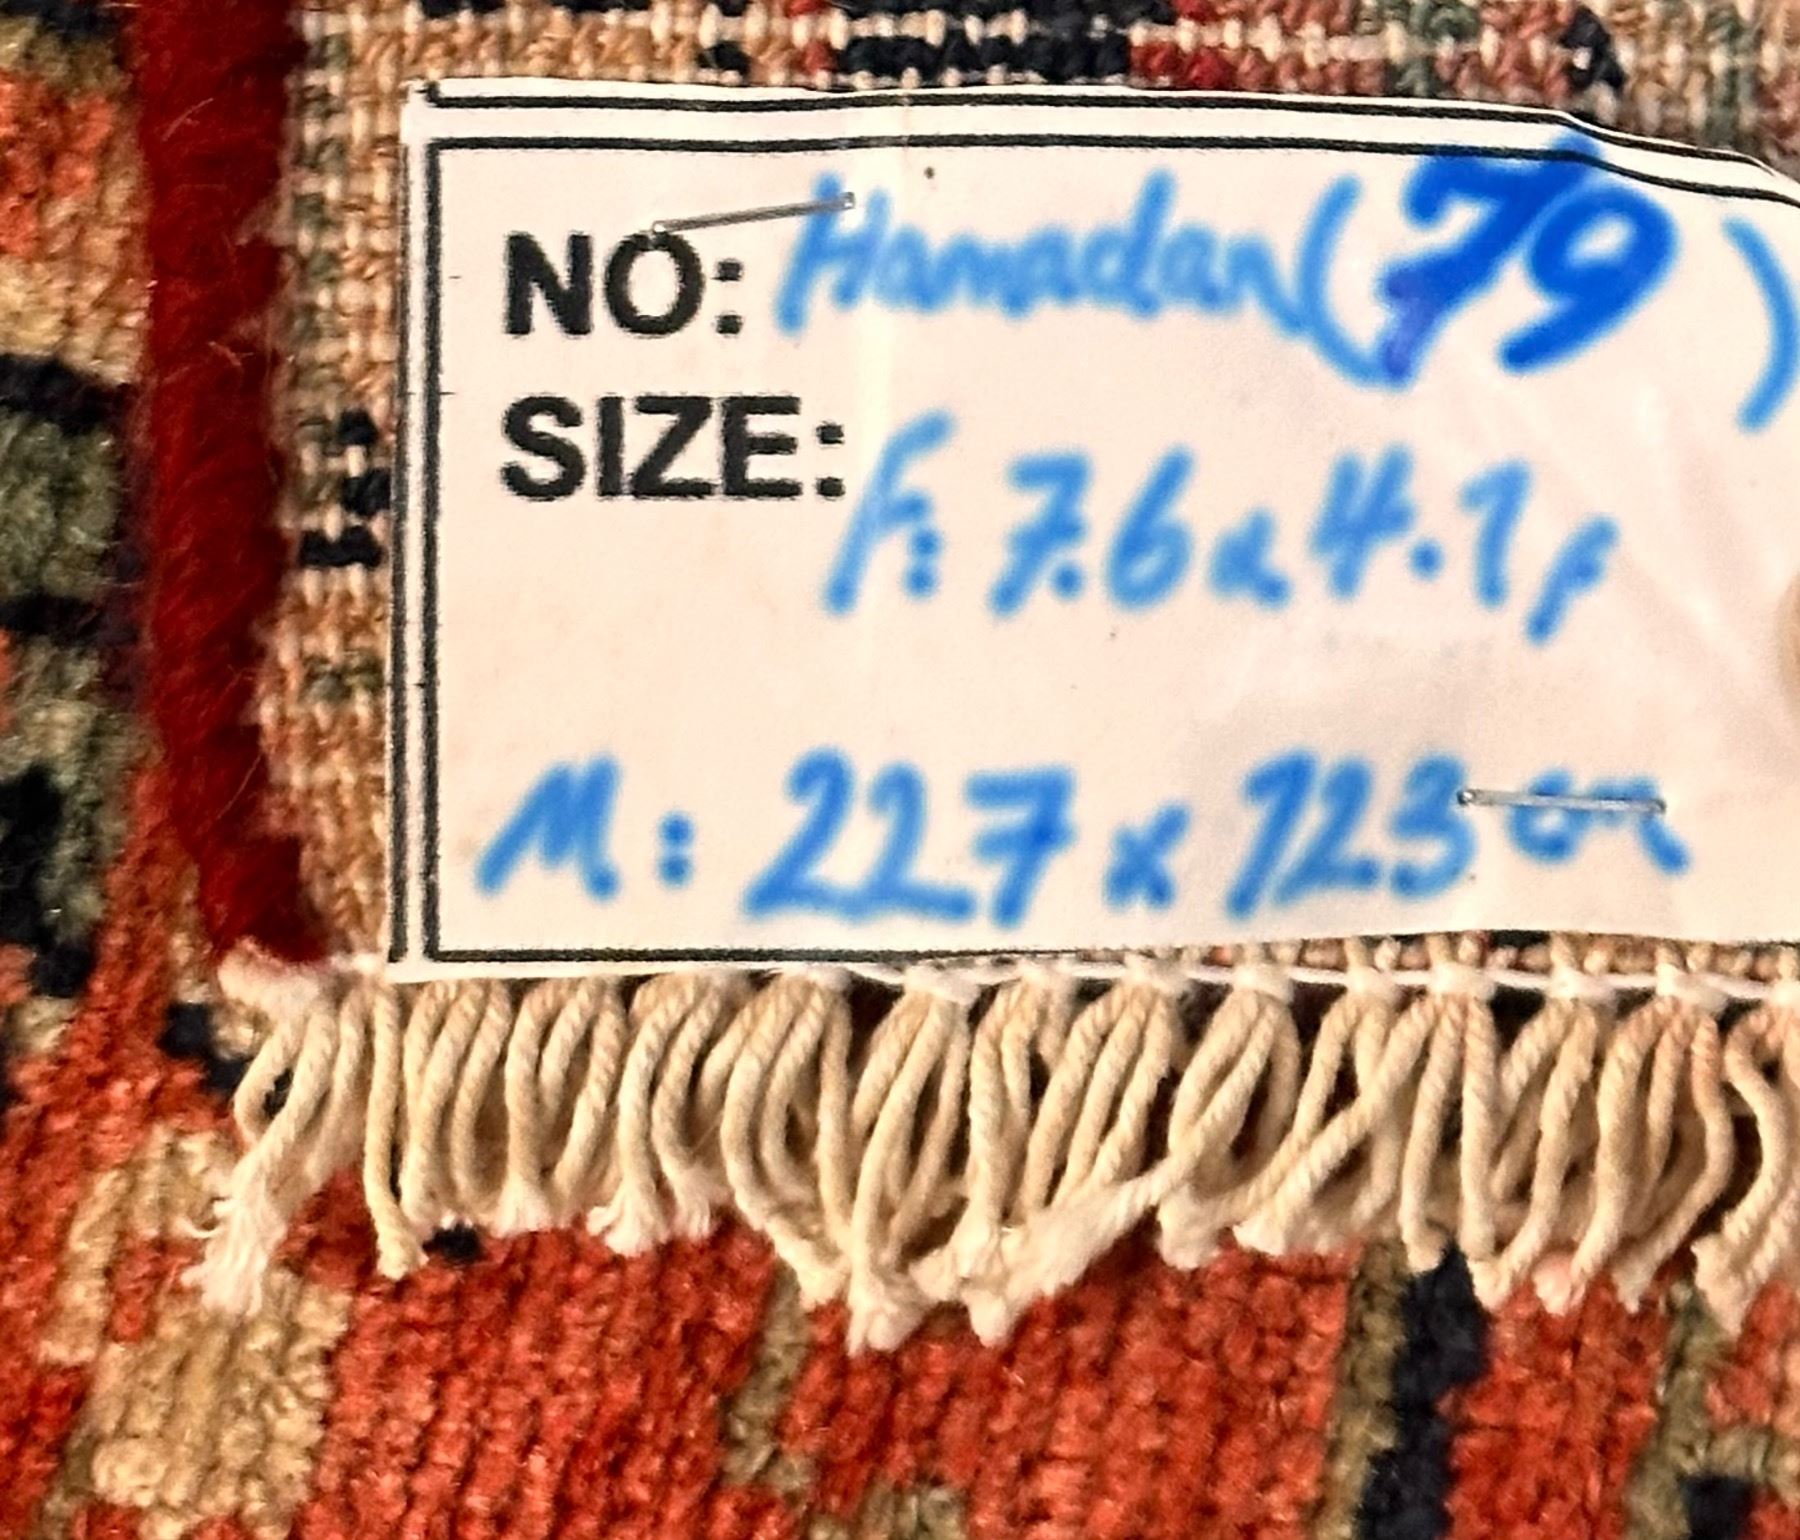 NO: Hamadan (79)
SIZE: F: 7.6 x 4.1 F
M: 227 x 123 cm